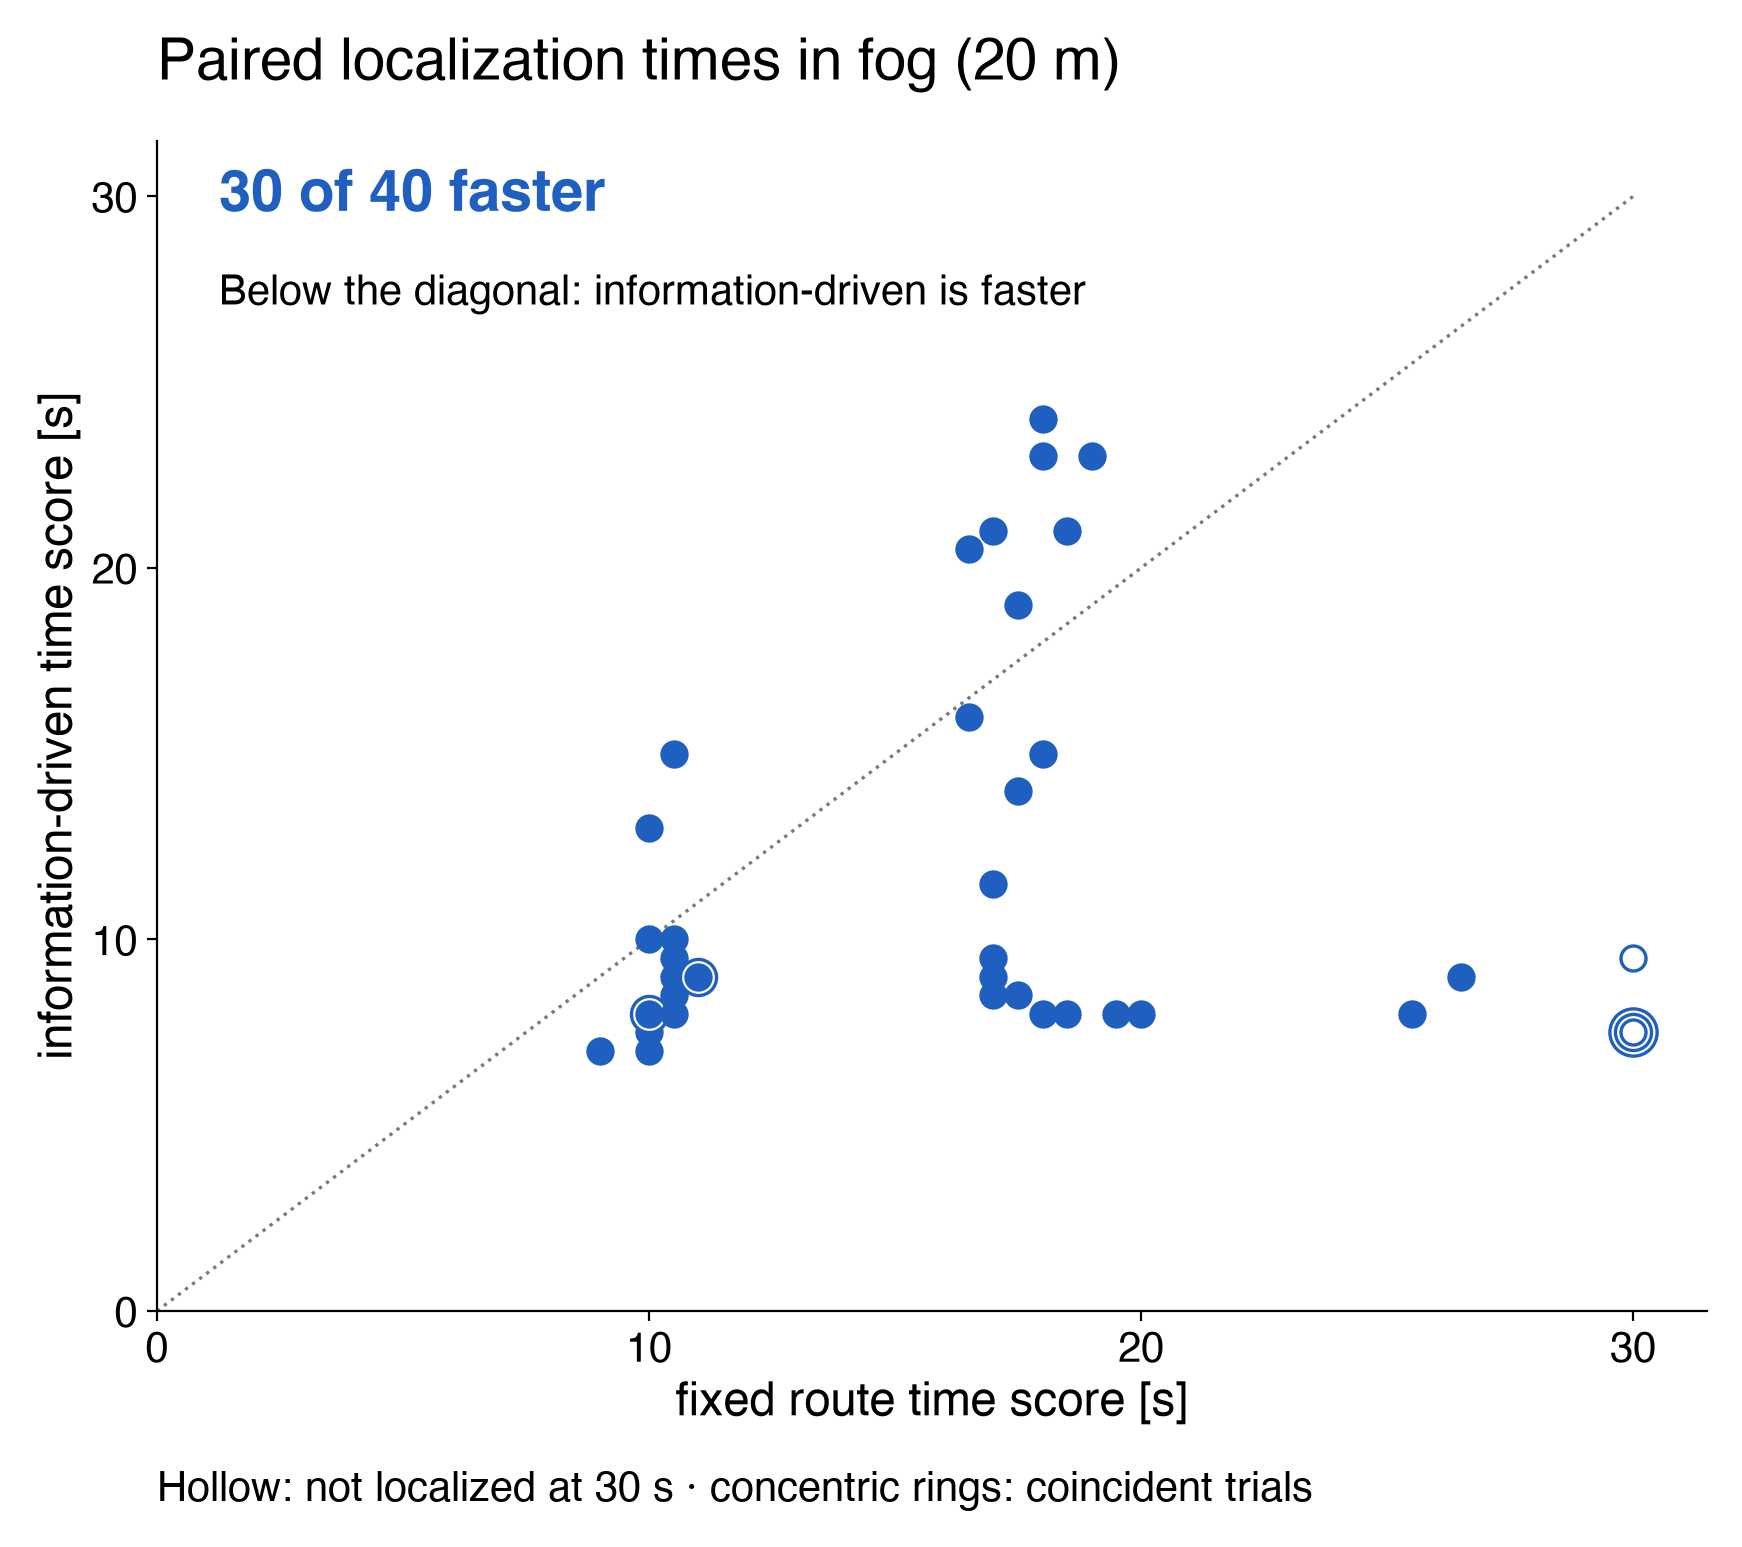 Paired localization times in fog (20 m)
30 of 40 faster
Below the diagonal: information-driven is faster
information-driven time score [s]
30
20
10
0
0 10 20 30
fixed route time score [s]
Hollow: not localized at 30 s · concentric rings: coincident trials